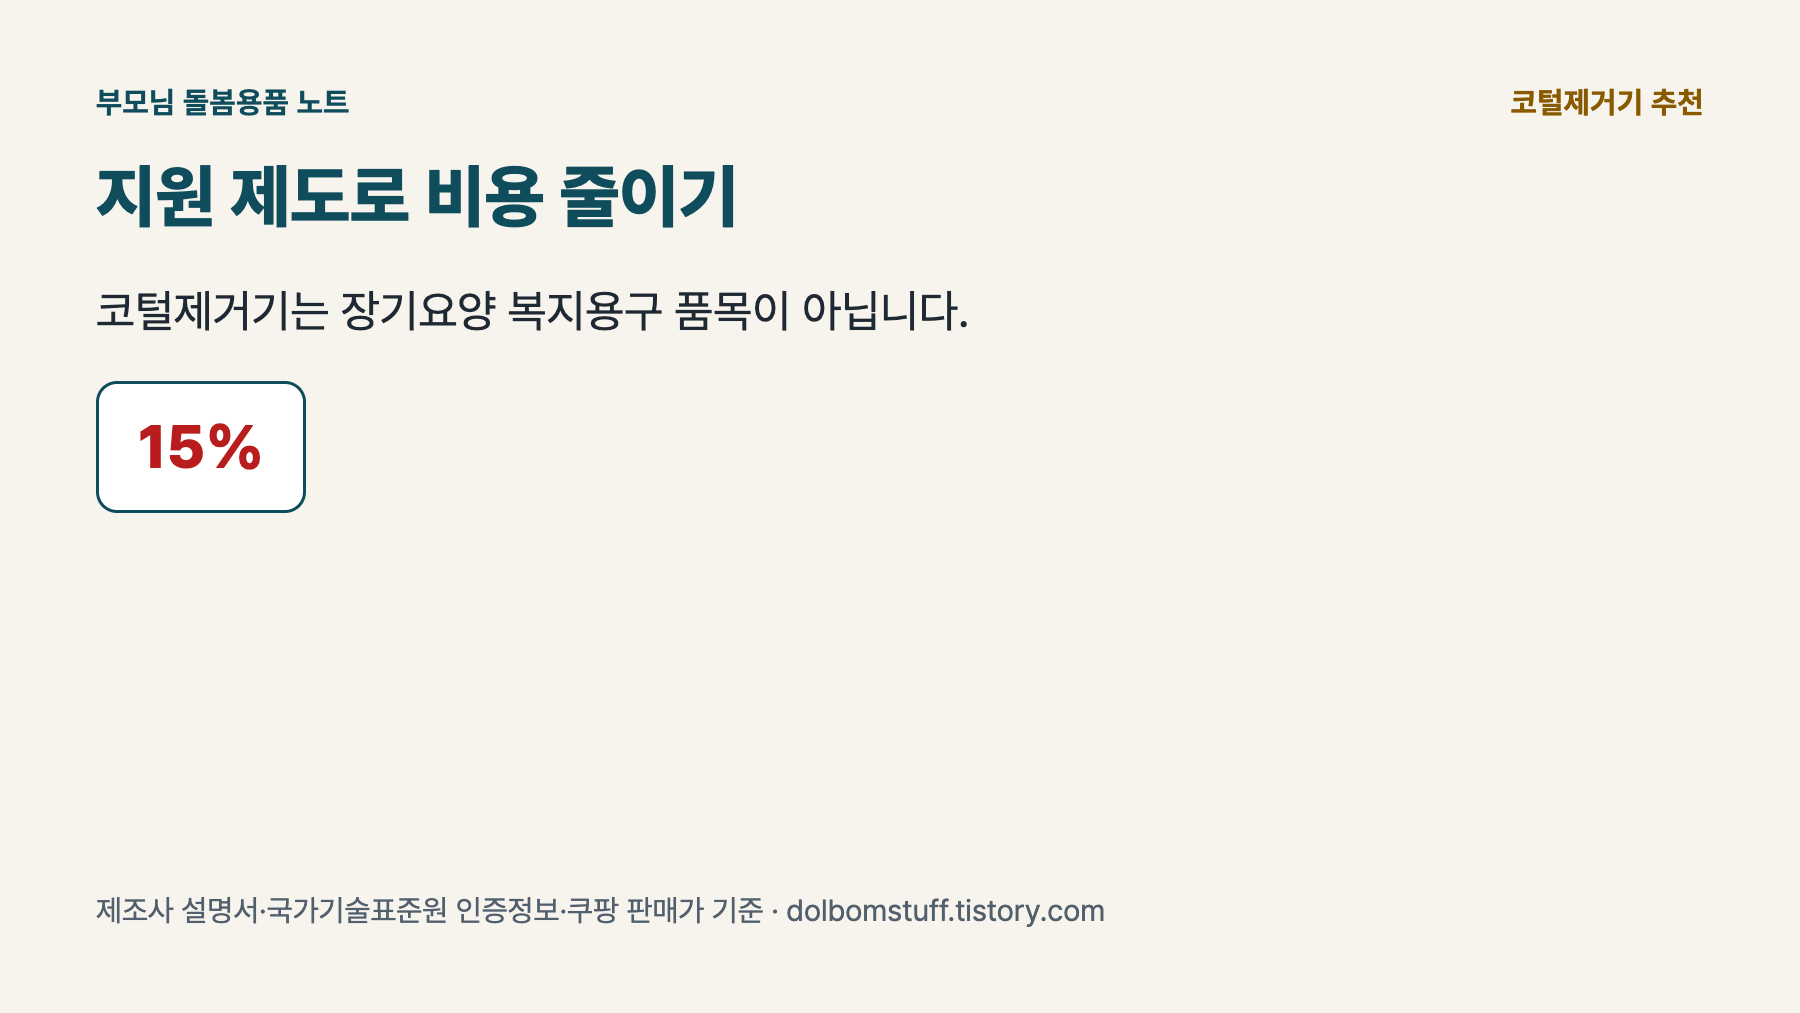 부모님 돌봄용품 노트
코털제거기 추천
지원 제도로 비용 줄이기
코털제거기는 장기요양 복지용구 품목이 아닙니다.
15%
제조사 설명서·국가기술표준원 인증정보·쿠팡 판매가 기준 · dolbomstuff.tistory.com